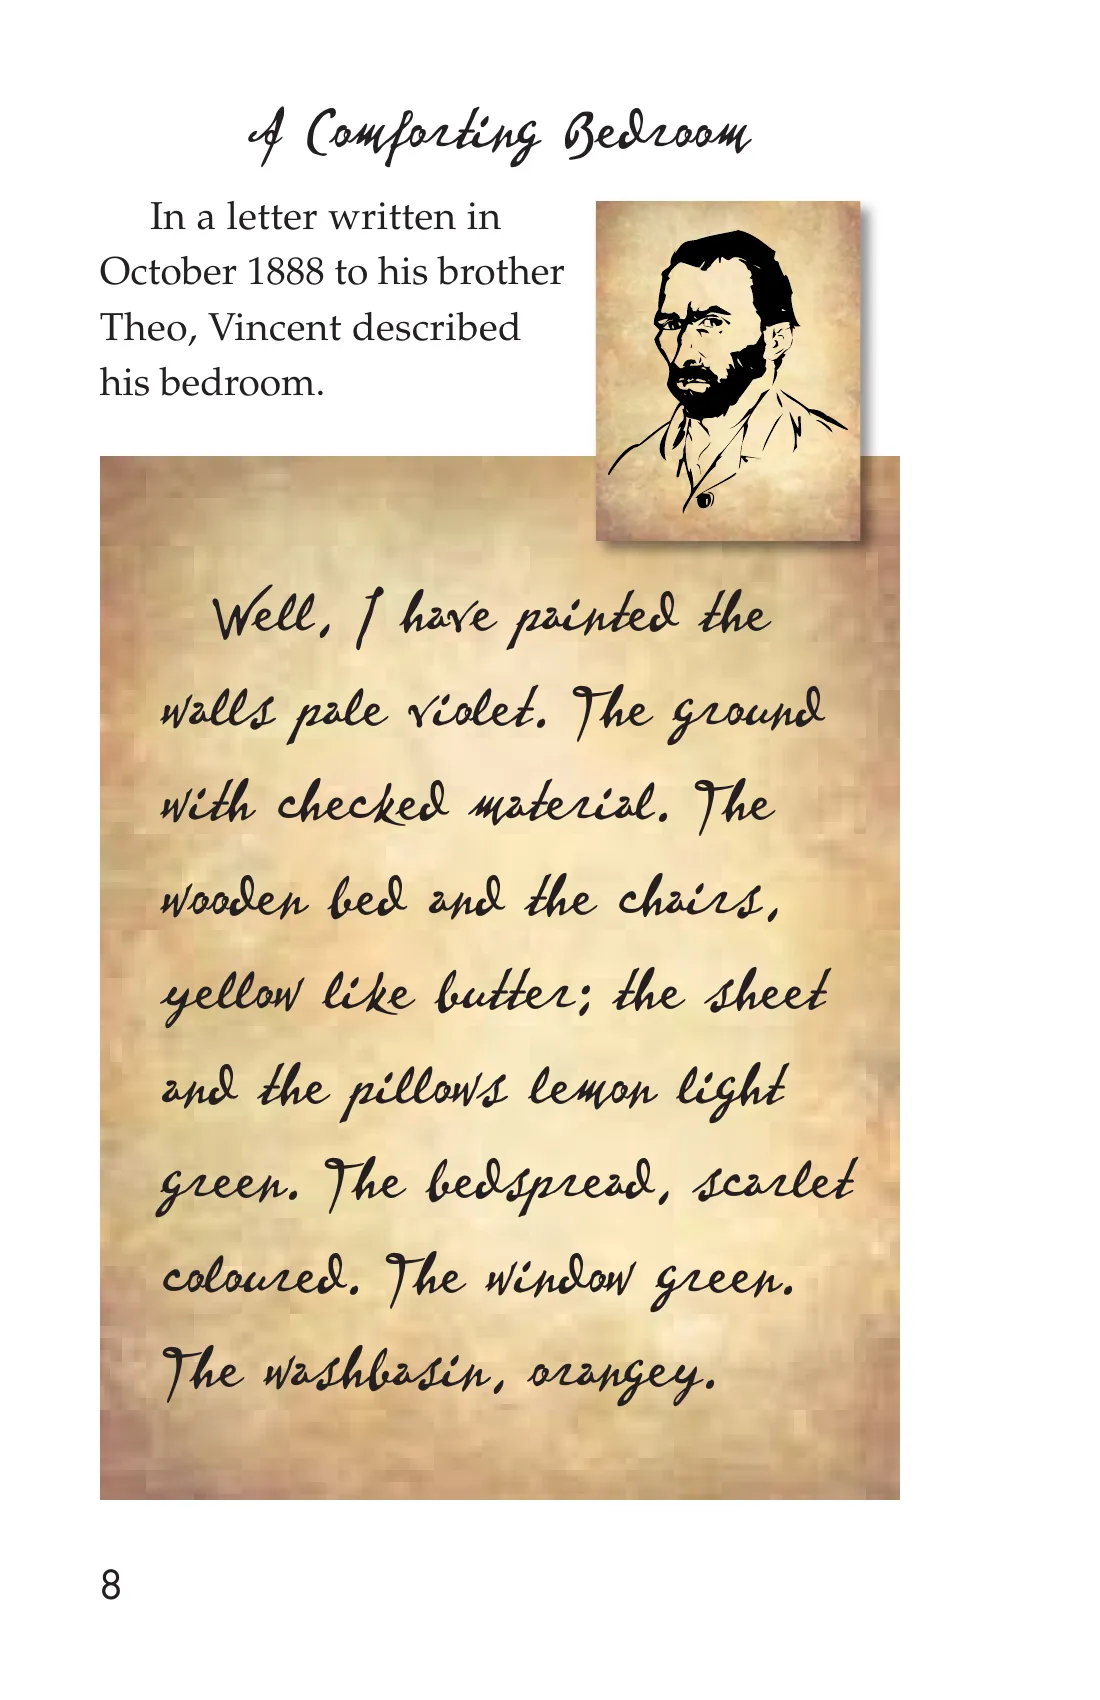 A Comforting Bedroom
In a letter written in
October 1888 to his brother
Theo, Vincent described
his bedroom.
Well, I have painted the
walls pale violet. The ground
with checked material. The
wooden bed and the chairs,
yellow like butter; the sheet
and the pillows lemon light
green. The bedspread, scarlet
coloured. The window green.
The washbasin, orangey.
8